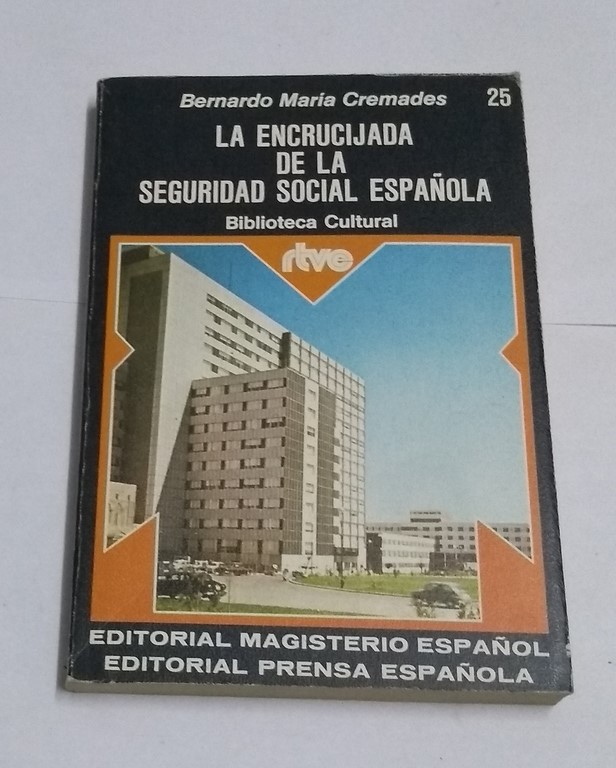 Bernardo María Cremades 25
LA ENCRUCIJADA
DE LA
SEGURIDAD SOCIAL ESPAÑOLA
Biblioteca Cultural
rtve
EDITORIAL MAGISTERIO ESPAÑOL
EDITORIAL PRENSA ESPAÑOLA